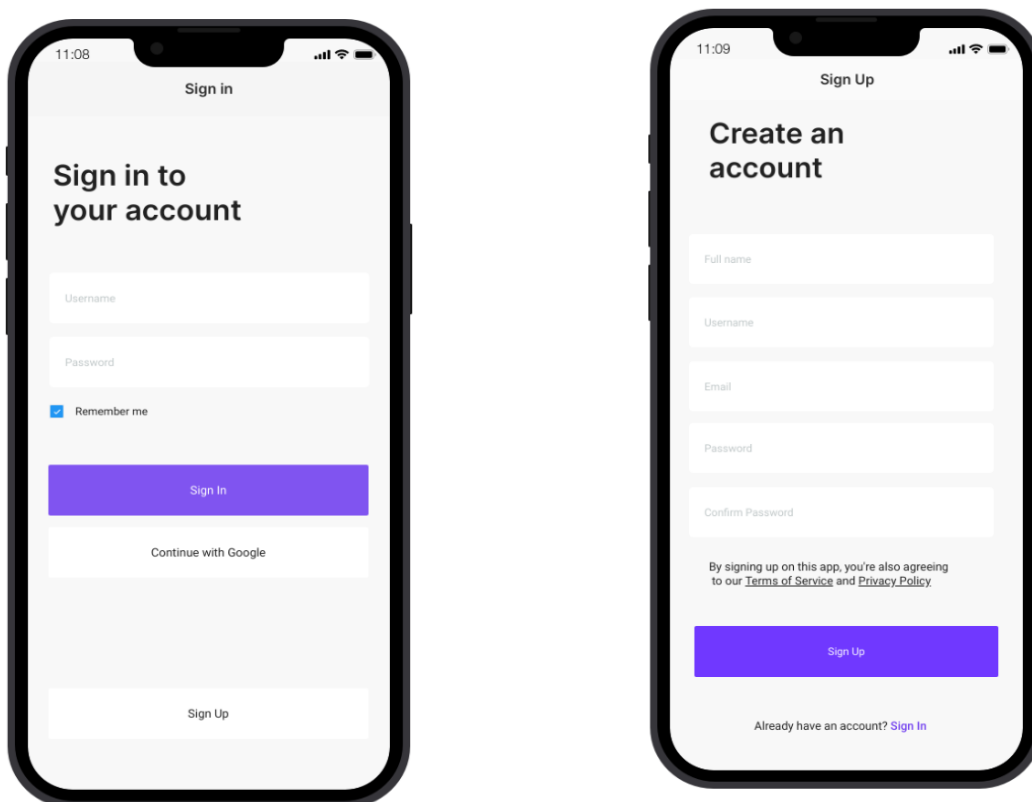 11:08
Sign in
Sign in to
your account
Username
Password
Remember me
Sign In
Continue with Google
Sign Up
11:09
Sign Up
Create an
account
Full name
Username
Email
Password
Confirm Password
By signing up on this app, you're also agreeing
to our Terms of Service and Privacy Policy
Sign Up
Already have an account? Sign In